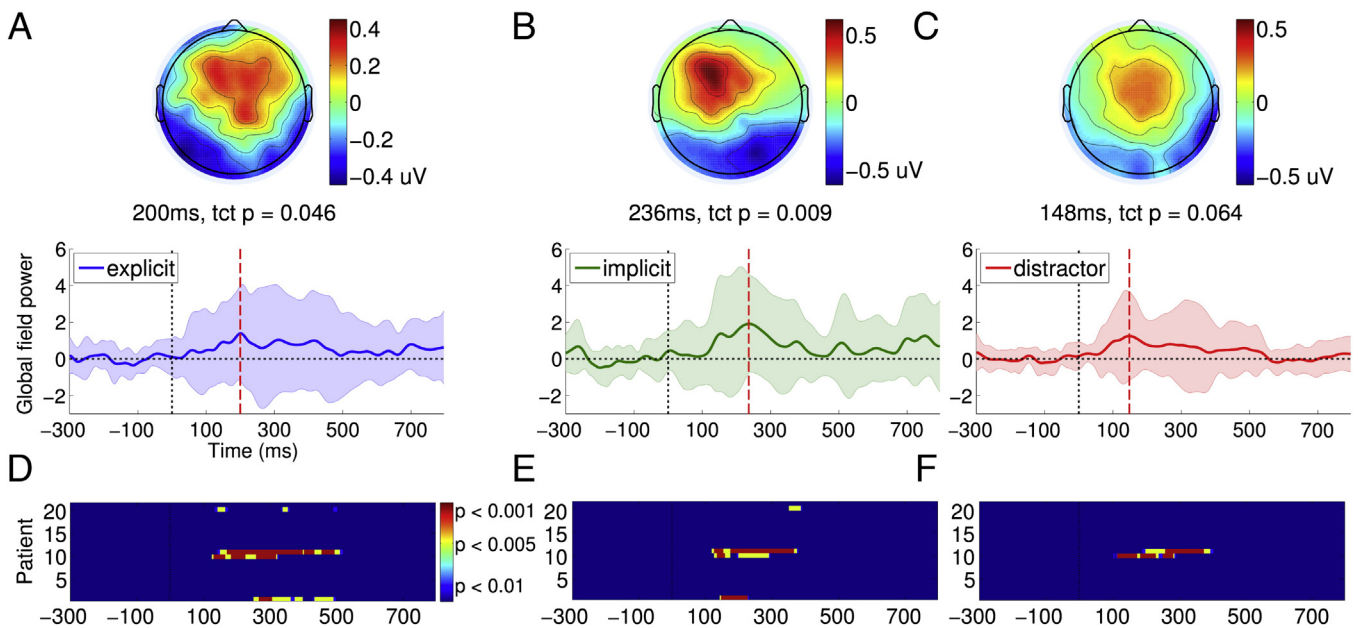 A
0.4
0.2
0
−0.2
−0.4 uV
200ms, tct p = 0.046
B
0.5
0
−0.5 uV
236ms, tct p = 0.009
C
0.5
0
−0.5 uV
148ms, tct p = 0.064
Global field power
6
4
2
0
−2
explicit
−300 −100 100 300 500 700
Time (ms)
6
4
2
0
−2
implicit
−300 −100 100 300 500 700
6
4
2
0
−2
distractor
−300 −100 100 300 500 700
D
Patient
20
15
10
5
−300 −100 100 300 500 700
p < 0.001
p < 0.005
p < 0.01
E
20
15
10
5
−300 −100 100 300 500 700
F
20
15
10
5
−300 −100 100 300 500 700